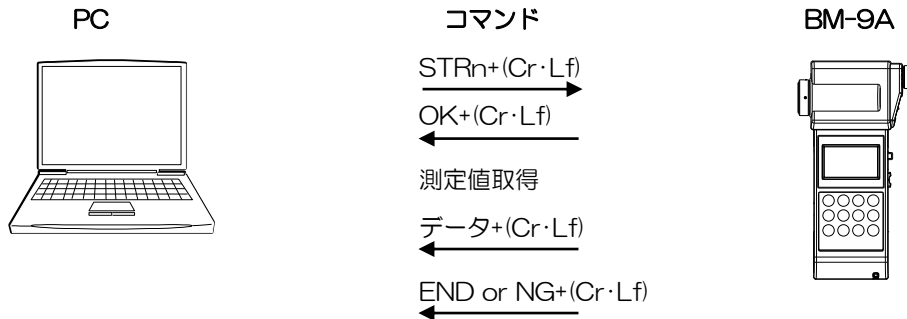 PC
コマンド
BM-9A
STRn+(Cr･Lf)
OK+(Cr･Lf)
測定値取得
データ+(Cr･Lf)
END or NG+(Cr･Lf)